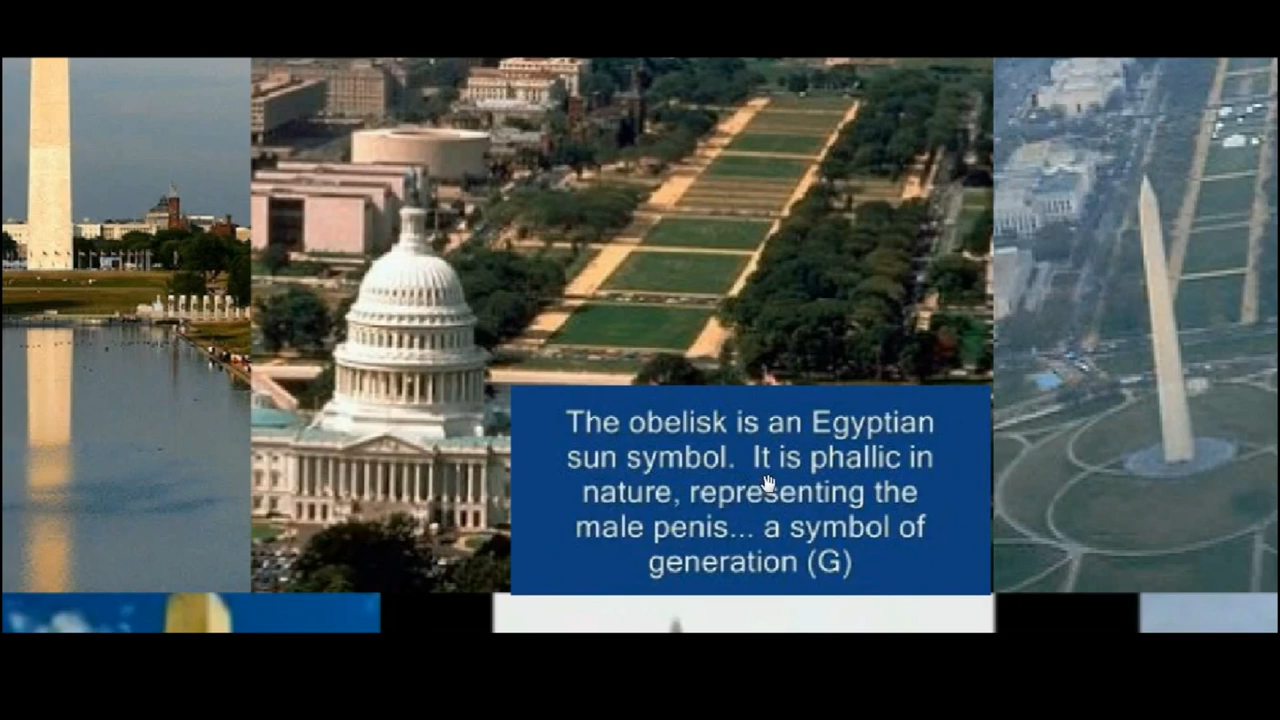 The obelisk is an Egyptian
sun symbol. It is phallic in
nature, representing the
male penis... a symbol of
generation (G)